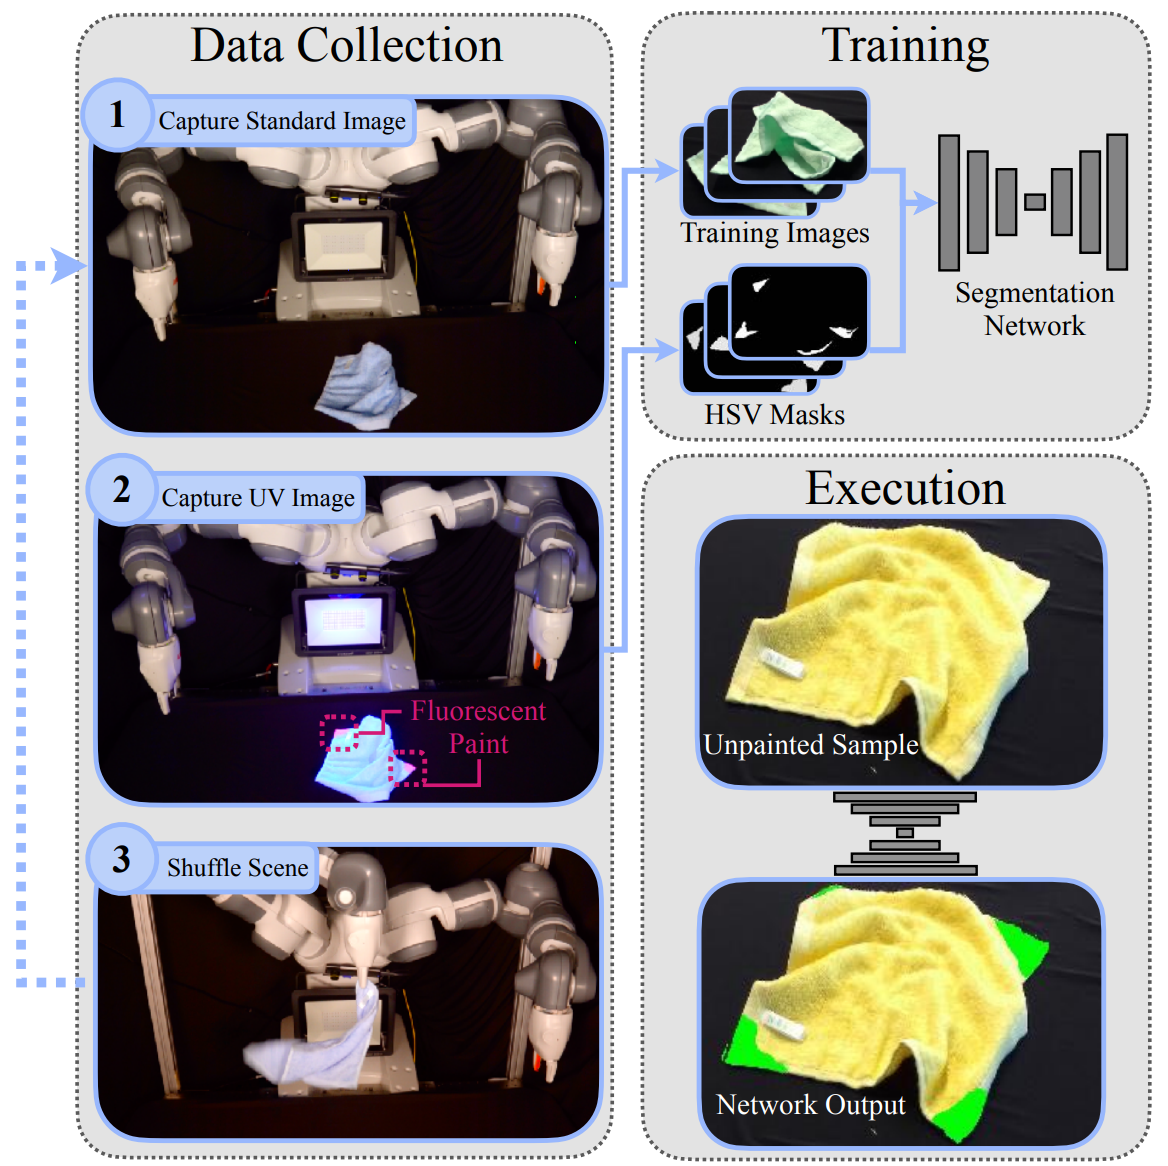 Data Collection
1
Capture Standard Image
2
Capture UV Image
Fluorescent
Paint
3
Shuffle Scene
Training
Training Images
HSV Masks
Segmentation
Network
Execution
Unpainted Sample
Network Output